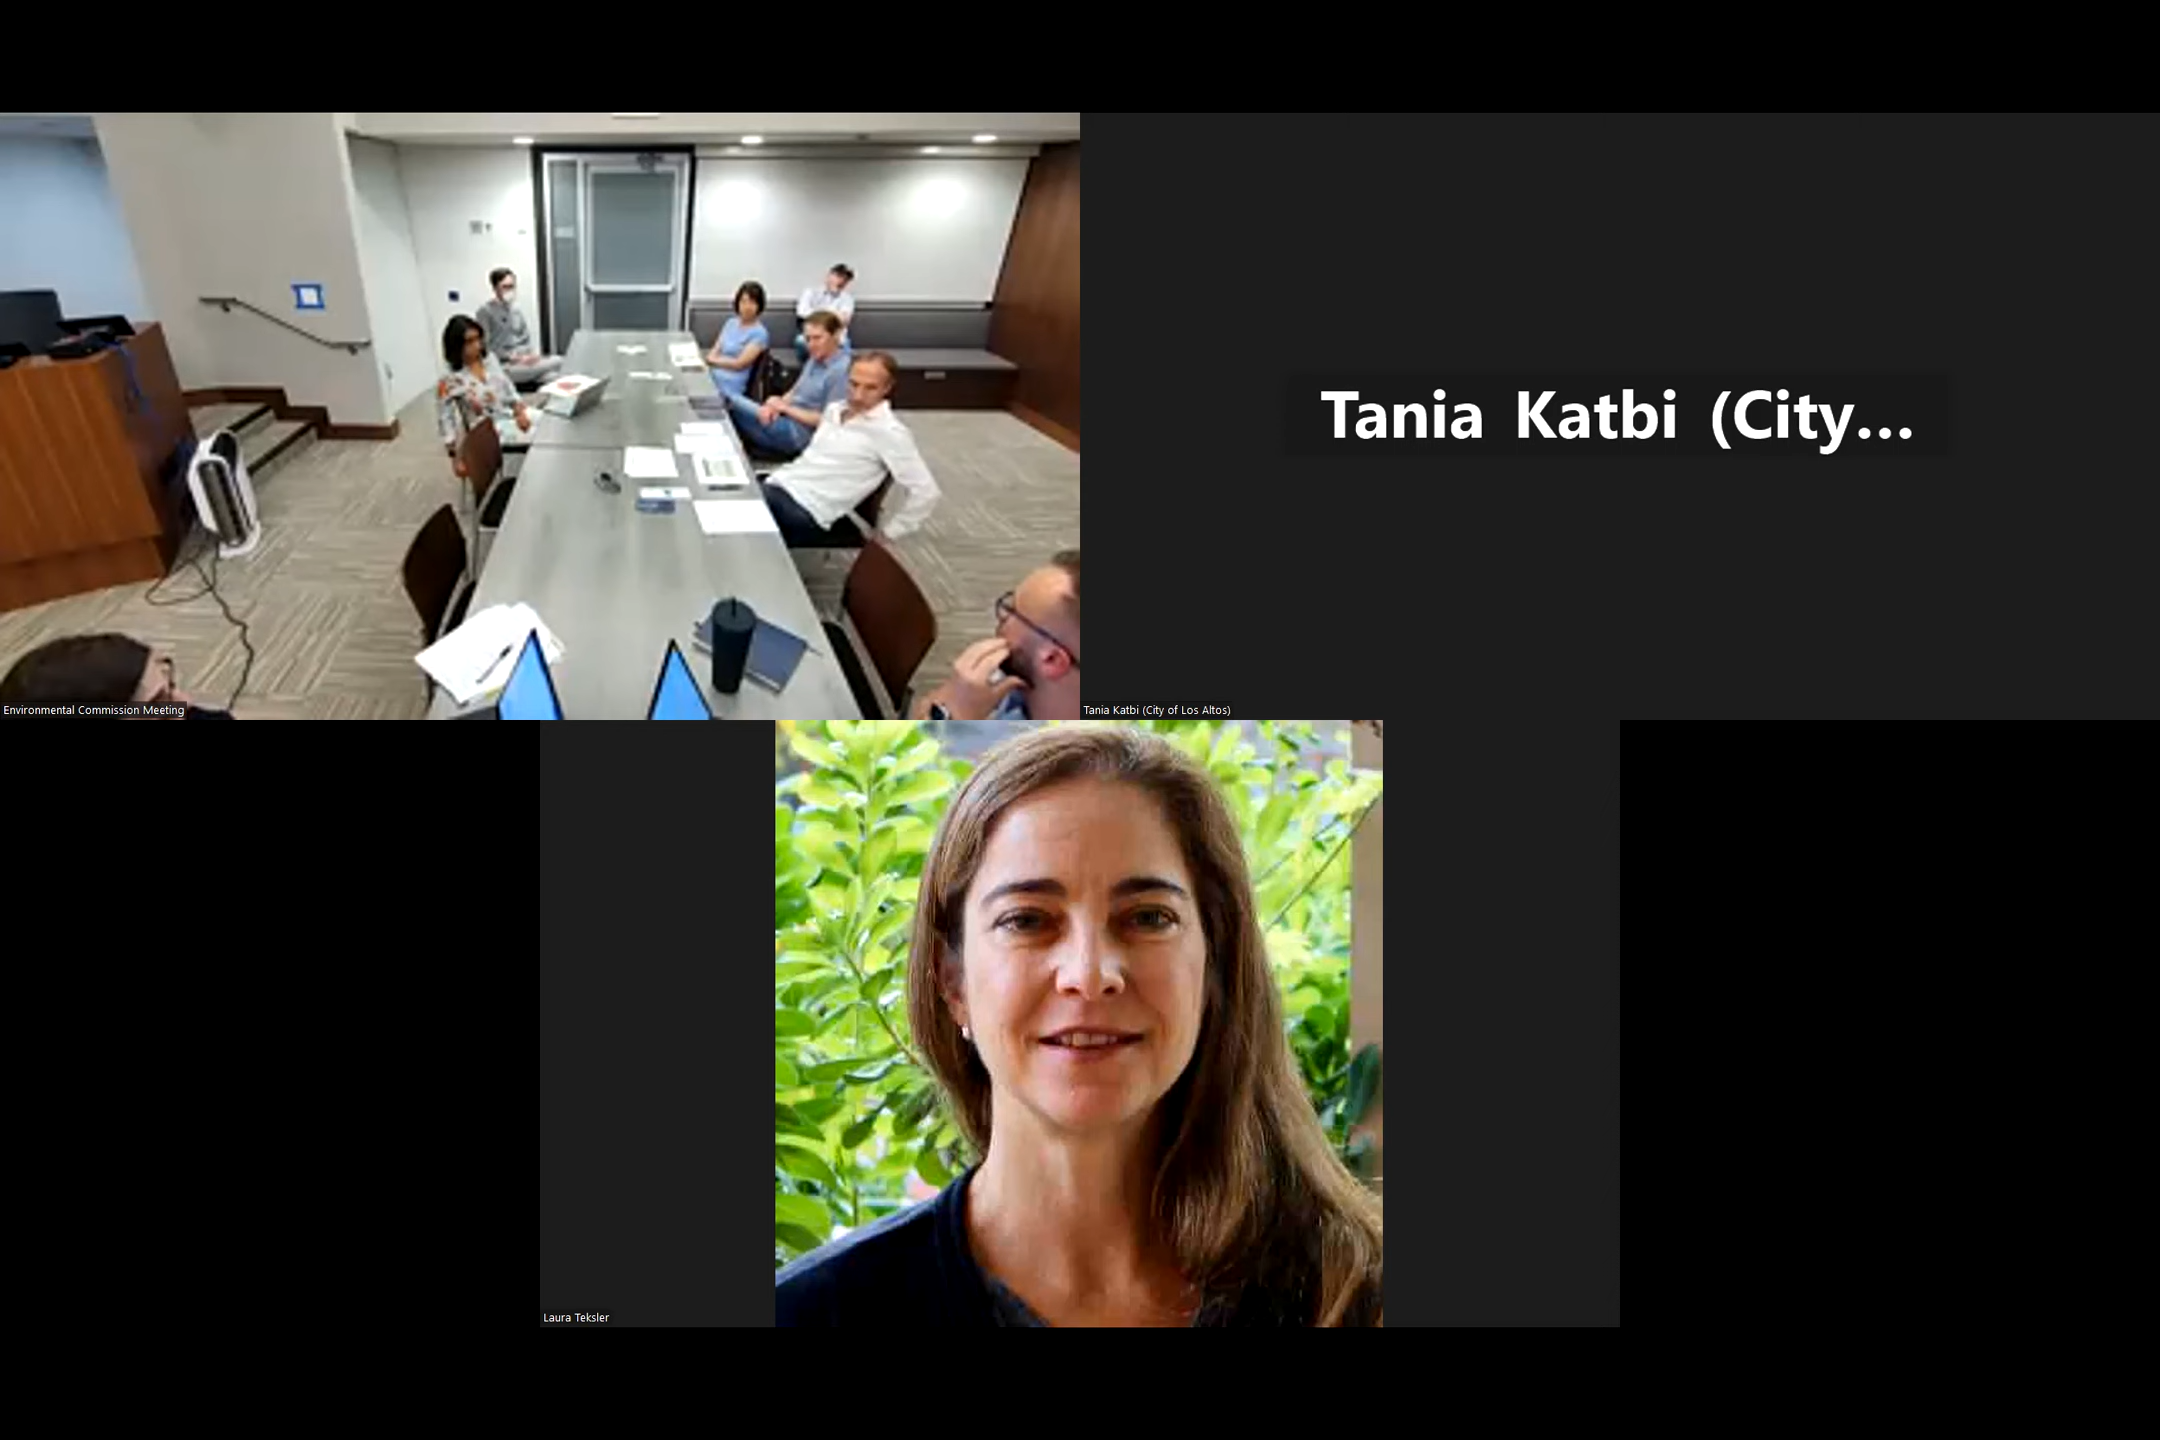 Tania Katbi (City...
Environmental Commission Meeting
Tania Katbi (City of Los Altos)
Laura Teksler